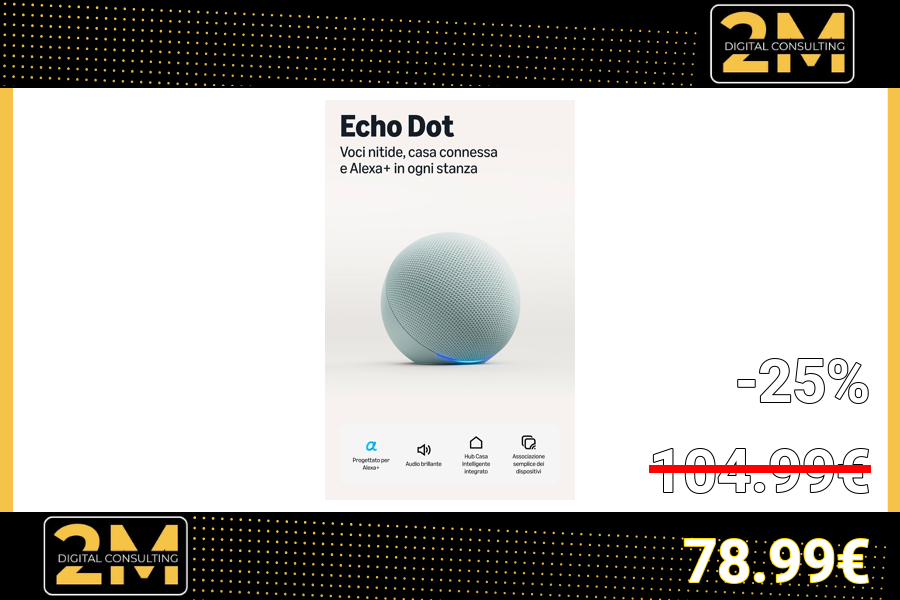 2M
DIGITAL CONSULTING
Echo Dot
Voci nitide, casa connessa
e Alexa+ in ogni stanza
Progettato per
Alexa+
Audio brillante
Hub Casa
Intelligente
integrato
Associazione
semplice dei
dispositivi
-25%
104.99€
2M
DIGITAL CONSULTING
78.99€